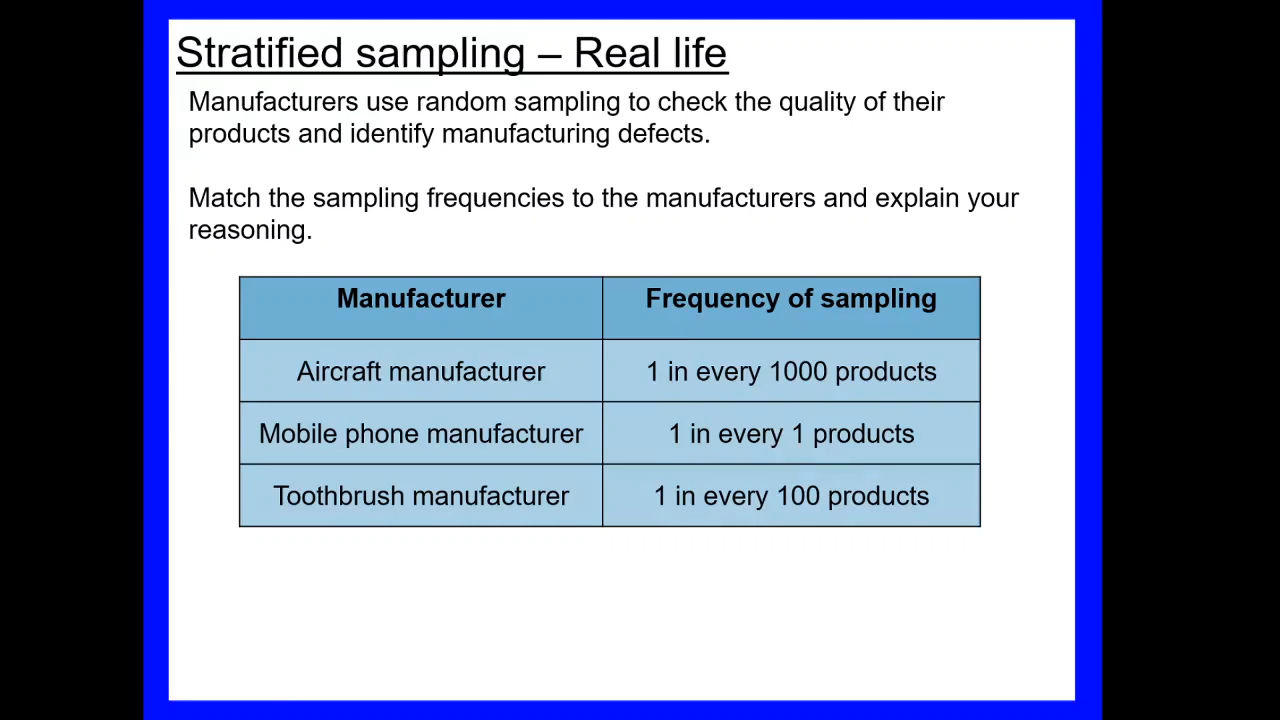 Stratified sampling – Real life
Manufacturers use random sampling to check the quality of their
products and identify manufacturing defects.
Match the sampling frequencies to the manufacturers and explain your
reasoning.
Manufacturer Frequency of sampling
Aircraft manufacturer 1 in every 1000 products
Mobile phone manufacturer 1 in every 1 products
Toothbrush manufacturer 1 in every 100 products